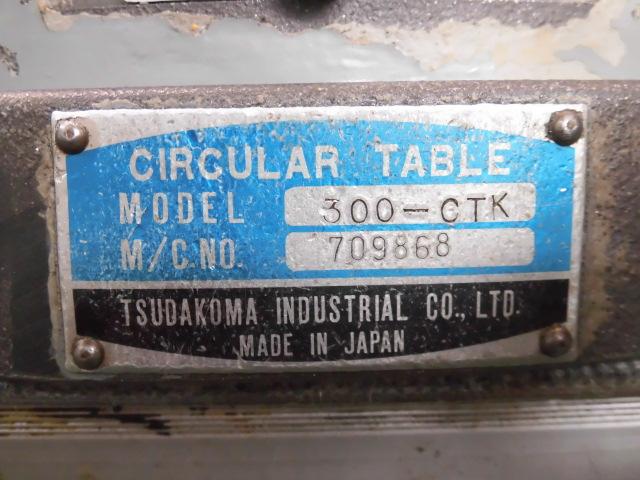 CIRCULAR TABLE
MODEL 300-CTK
M/C.NO. 709868
TSUDAKOMA INDUSTRIAL CO., LTD.
MADE IN JAPAN